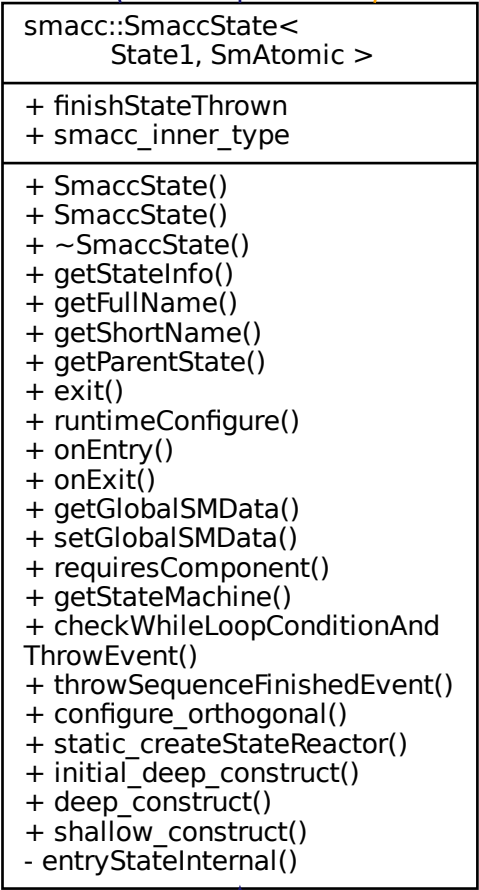 smacc::SmaccState<
State1, SmAtomic >
+ finishStateThrown
+ smacc_inner_type
+ SmaccState()
+ SmaccState()
+ ~SmaccState()
+ getStateInfo()
+ getFullName()
+ getShortName()
+ getParentState()
+ exit()
+ runtimeConfigure()
+ onEntry()
+ onExit()
+ getGlobalSMData()
+ setGlobalSMData()
+ requiresComponent()
+ getStateMachine()
+ checkWhileLoopConditionAnd
ThrowEvent()
+ throwSequenceFinishedEvent()
+ configure_orthogonal()
+ static_createStateReactor()
+ initial_deep_construct()
+ deep_construct()
+ shallow_construct()
- entryStateInternal()